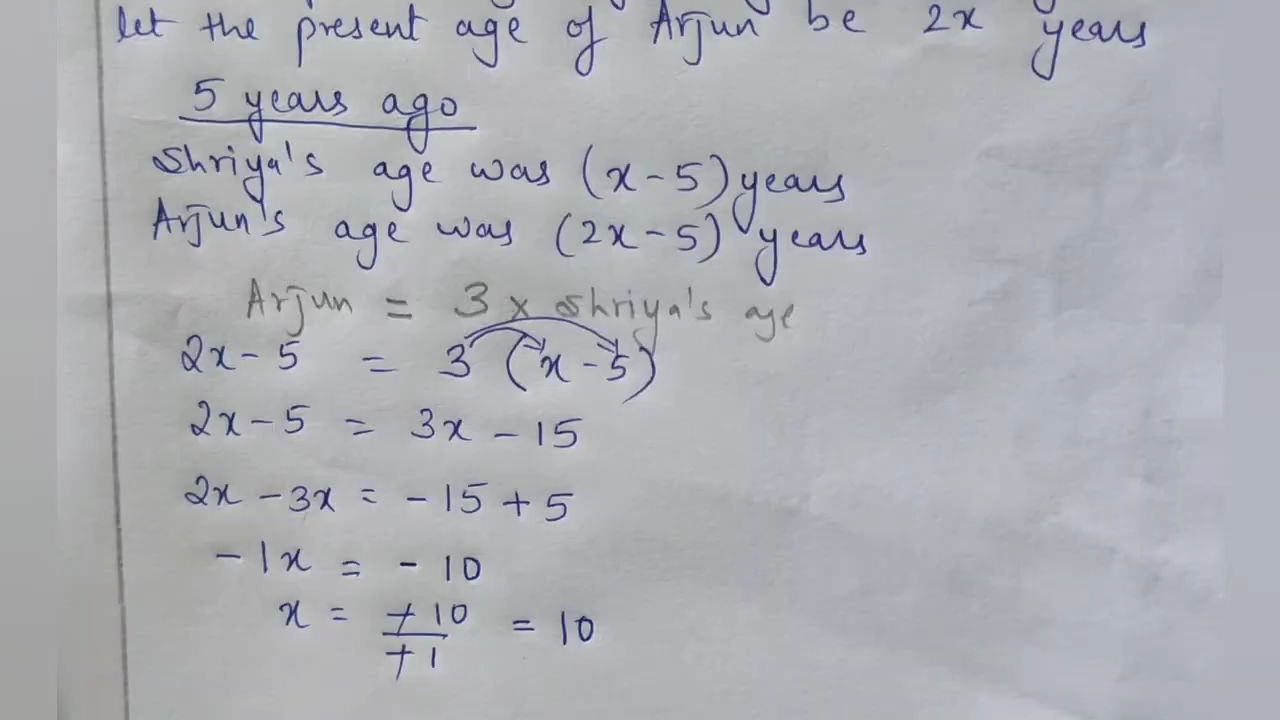 let the present age of Arjun be 2x years
5 years ago
Shriya's age was (x-5) years
Arjun's age was (2x-5) years
Arjun = 3 x Shriya's age
2x-5 = 3 (x-5)
2x-5 = 3x-15
2x-3x = -15+5
-1x = -10
x = -10/-1 = 10